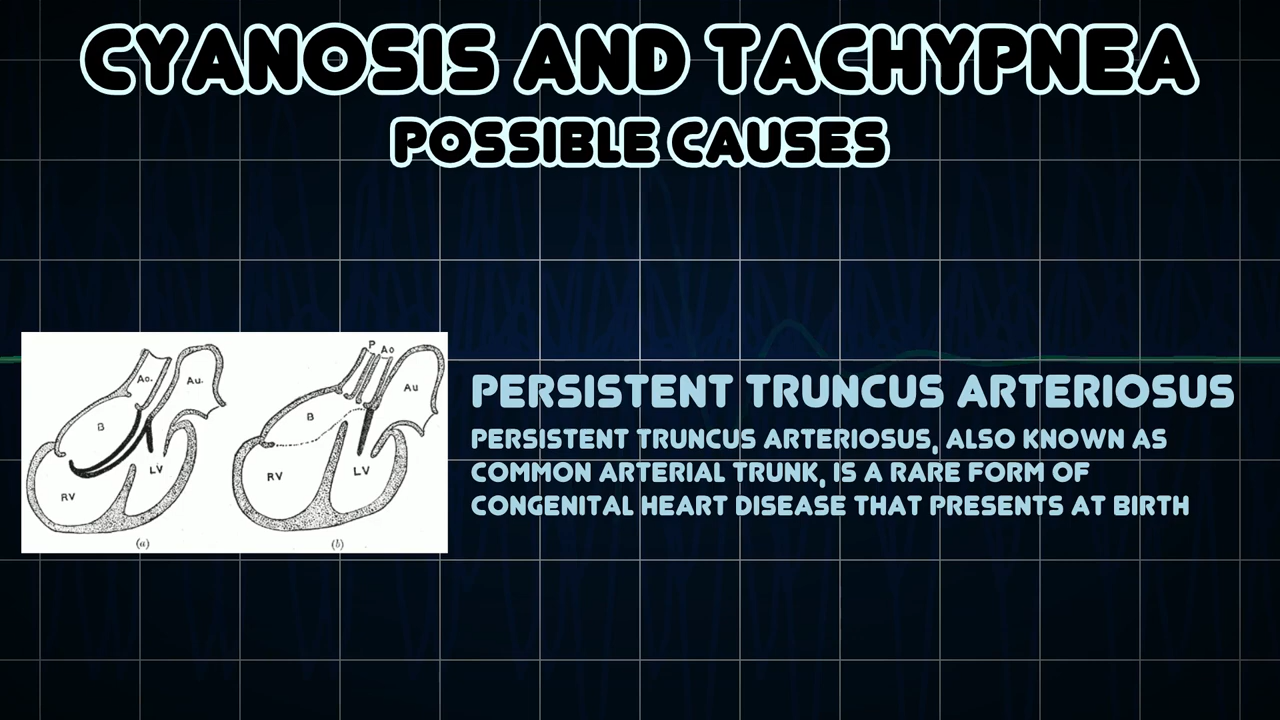 CYANOSIS AND TACHYPNEA
POSSIBLE CAUSES
Ao.
Au.
B
LV
RV
(a)
P Ao
Au
B
RV
LV
(b)
PERSISTENT TRUNCUS ARTERIOSUS
PERSISTENT TRUNCUS ARTERIOSUS, ALSO KNOWN AS
COMMON ARTERIAL TRUNK, IS A RARE FORM OF
CONGENITAL HEART DISEASE THAT PRESENTS AT BIRTH